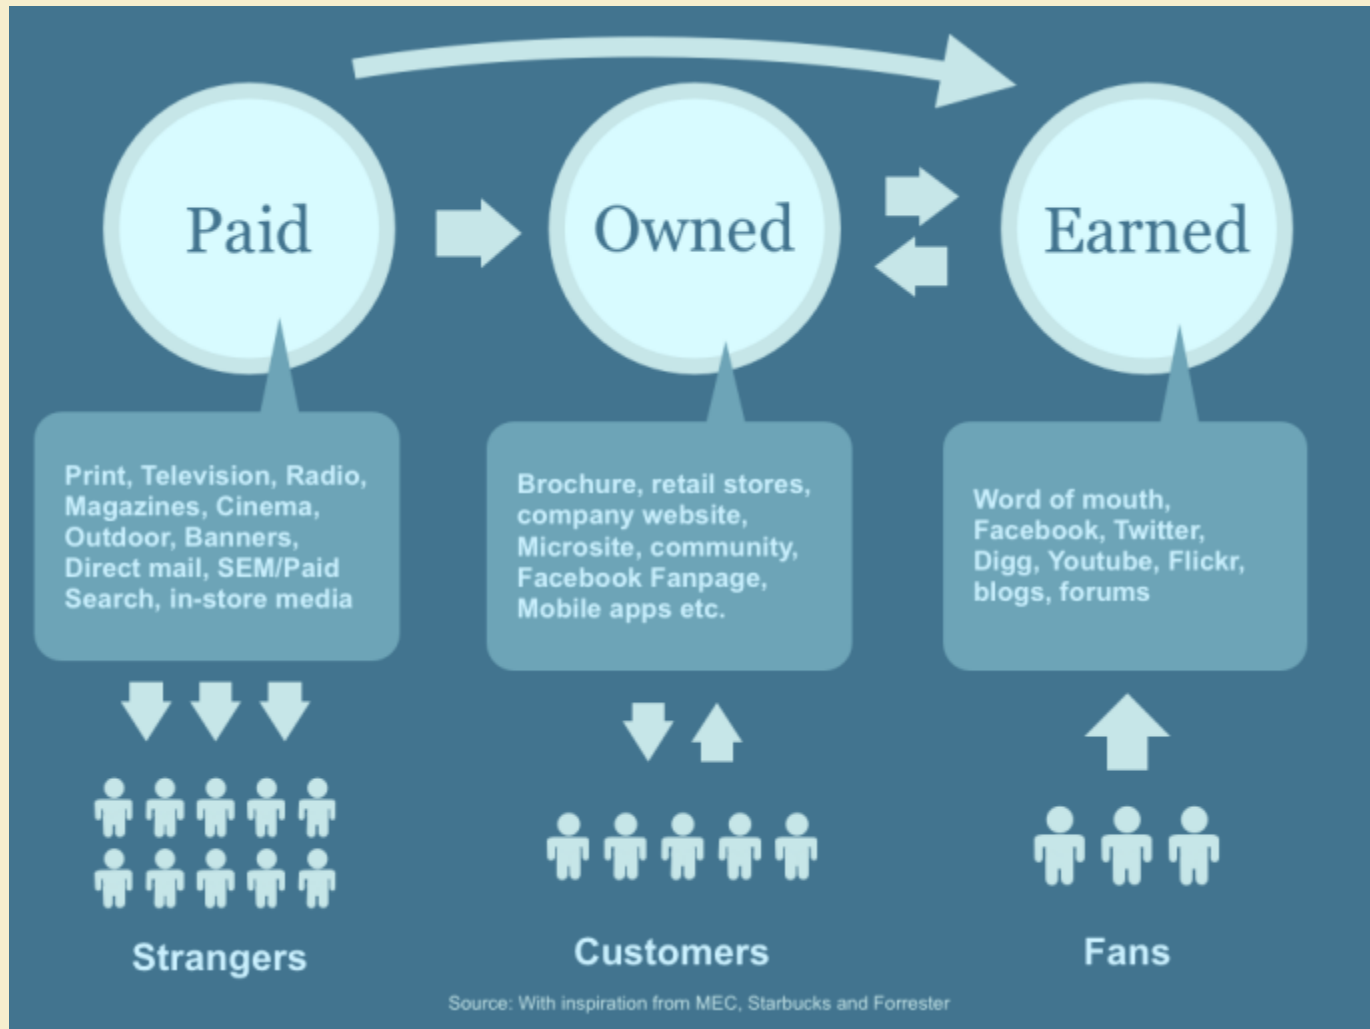 Paid
Owned
Earned
Print, Television, Radio,
Magazines, Cinema,
Outdoor, Banners,
Direct mail, SEM/Paid
Search, in-store media
Brochure, retail stores,
company website,
Microsite, community,
Facebook Fanpage,
Mobile apps etc.
Word of mouth,
Facebook, Twitter,
Digg, Youtube, Flickr,
blogs, forums
Strangers
Customers
Fans
Source: With inspiration from MEC, Starbucks and Forrester